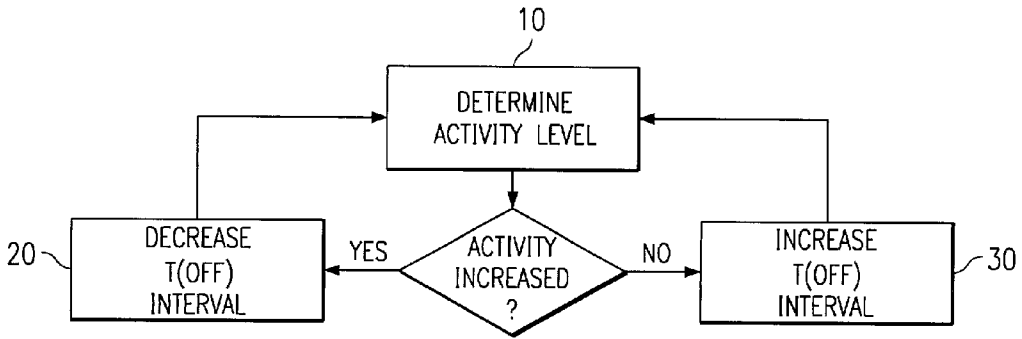 10
DETERMINE
ACTIVITY LEVEL
20
DECREASE
T(OFF)
INTERVAL
YES
ACTIVITY
INCREASED
?
NO
INCREASE
T(OFF)
INTERVAL
30